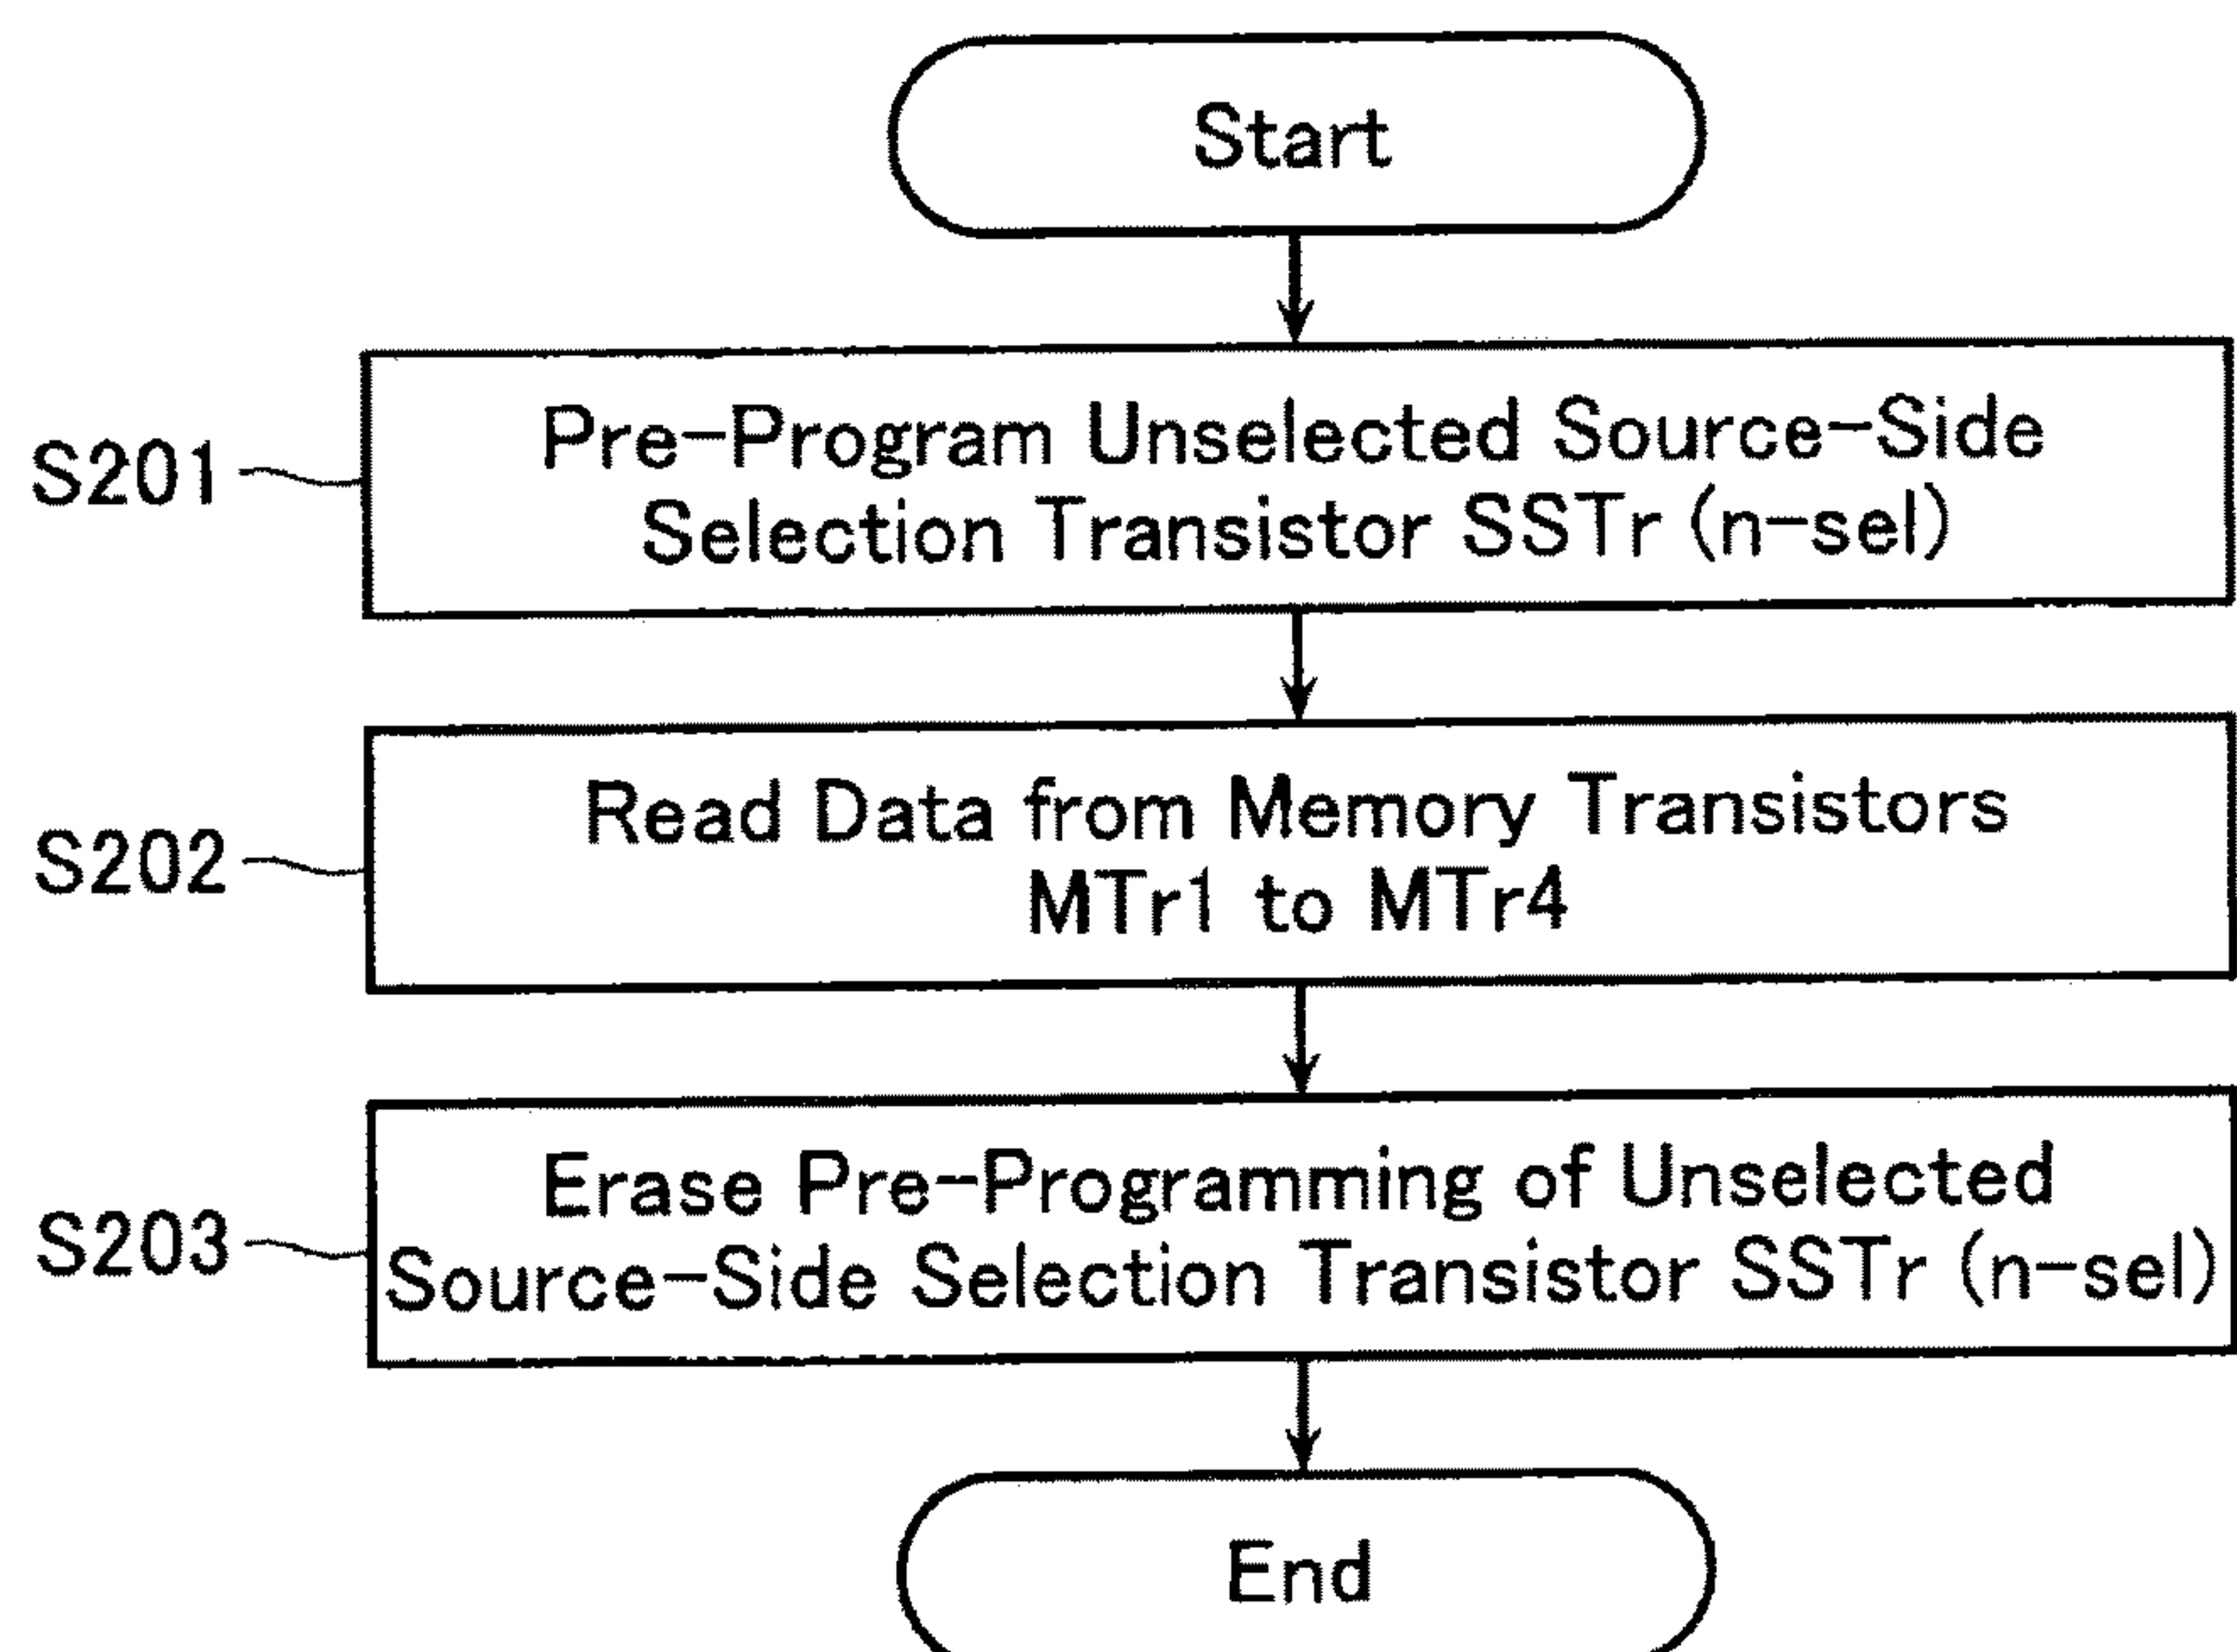 Start
S201
Pre-Program Unselected Source-Side
Selection Transistor SSTr (n-sel)
S202
Read Data from Memory Transistors
MTr1 to MTr4
S203
Erase Pre-Programming of Unselected
Source-Side Selection Transistor SSTr (n-sel)
End